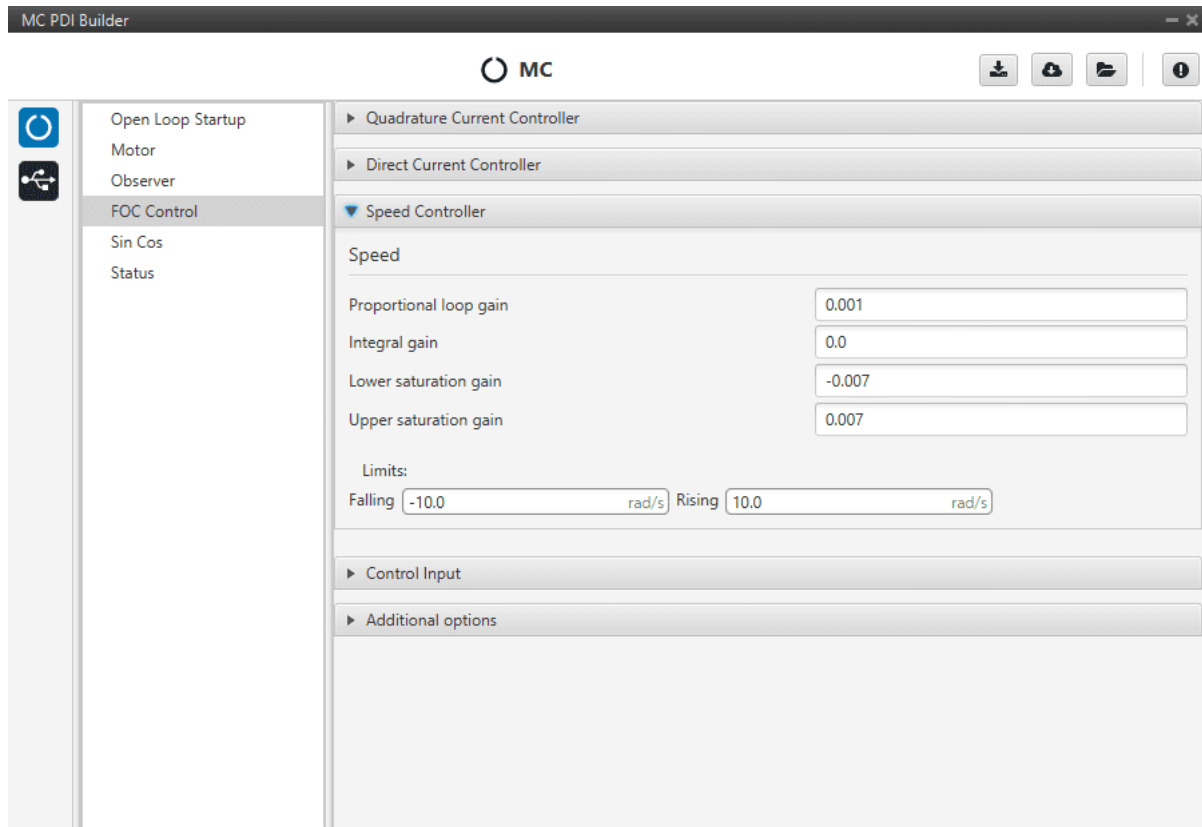 MC PDI Builder
MC
Open Loop Startup
Motor
Observer
FOC Control
Sin Cos
Status
Quadrature Current Controller
Direct Current Controller
Speed Controller
Speed
Proportional loop gain 0.001
Integral gain 0.0
Lower saturation gain -0.007
Upper saturation gain 0.007
Limits:
Falling -10.0 rad/s Rising 10.0 rad/s
Control Input
Additional options